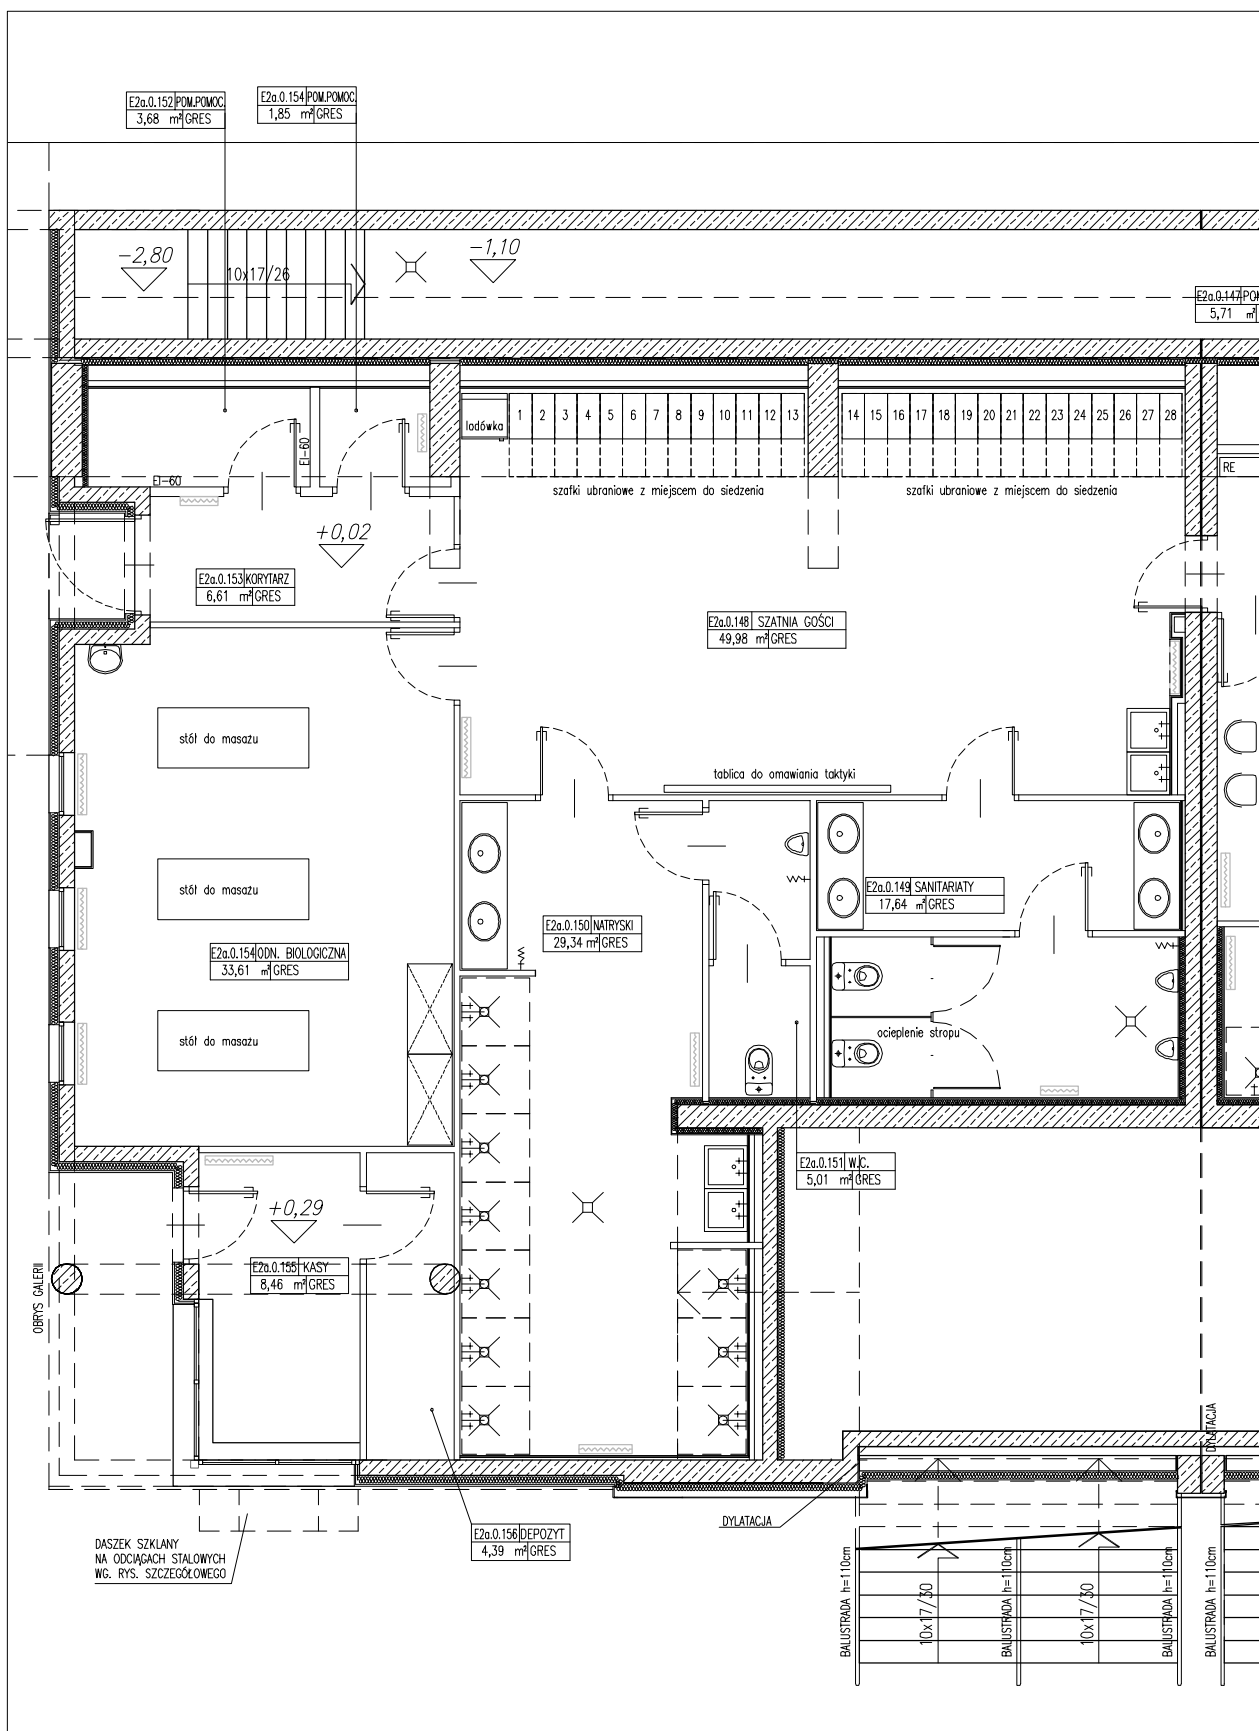 E2a.0.152 POM.POMOC.
3,68 m² GRES
E2a.0.154 POM.POMOC.
1,85 m² GRES
-2,80
10x17/26
-1,10
E2a.0.147
5,71 m²
lodówka
1 2 3 4 5 6 7 8 9 10 11 12 13
14 15 16 17 18 19 20 21 22 23 24 25 26 27 28
EI-60
EI-60
RE
szafki ubraniowe z miejscem do siedzenia
szafki ubraniowe z miejscem do siedzenia
+0,02
E2a.0.153 KORYTARZ
6,61 m² GRES
E2a.0.148 SZATNIA GOŚCI
49,98 m² GRES
stół do masażu
tablica do omawiania taktyki
stół do masażu
E2a.0.149 SANITARIATY
17,64 m² GRES
E2a.0.150 NATRYSKI
29,34 m² GRES
E2a.0.154 ODN. BIOLOGICZNA
33,61 m² GRES
stół do masażu
ocieplenie stropu
E2a.0.151 W.C.
5,01 m² GRES
+0,29
E2a.0.155 KASY
8,46 m² GRES
OBRYS GALERII
DYLATACJA
DYLATACJA
E2a.0.156 DEPOZYT
4,39 m² GRES
DASZEK SZKLANY
NA ODCIĄGACH STALOWYCH
WG. RYS. SZCZEGÓŁOWEGO
BALUSTRADA h=110cm
10x17/30
BALUSTRADA h=110cm
10x17/30
BALUSTRADA h=110cm
BALUSTRADA h=110cm